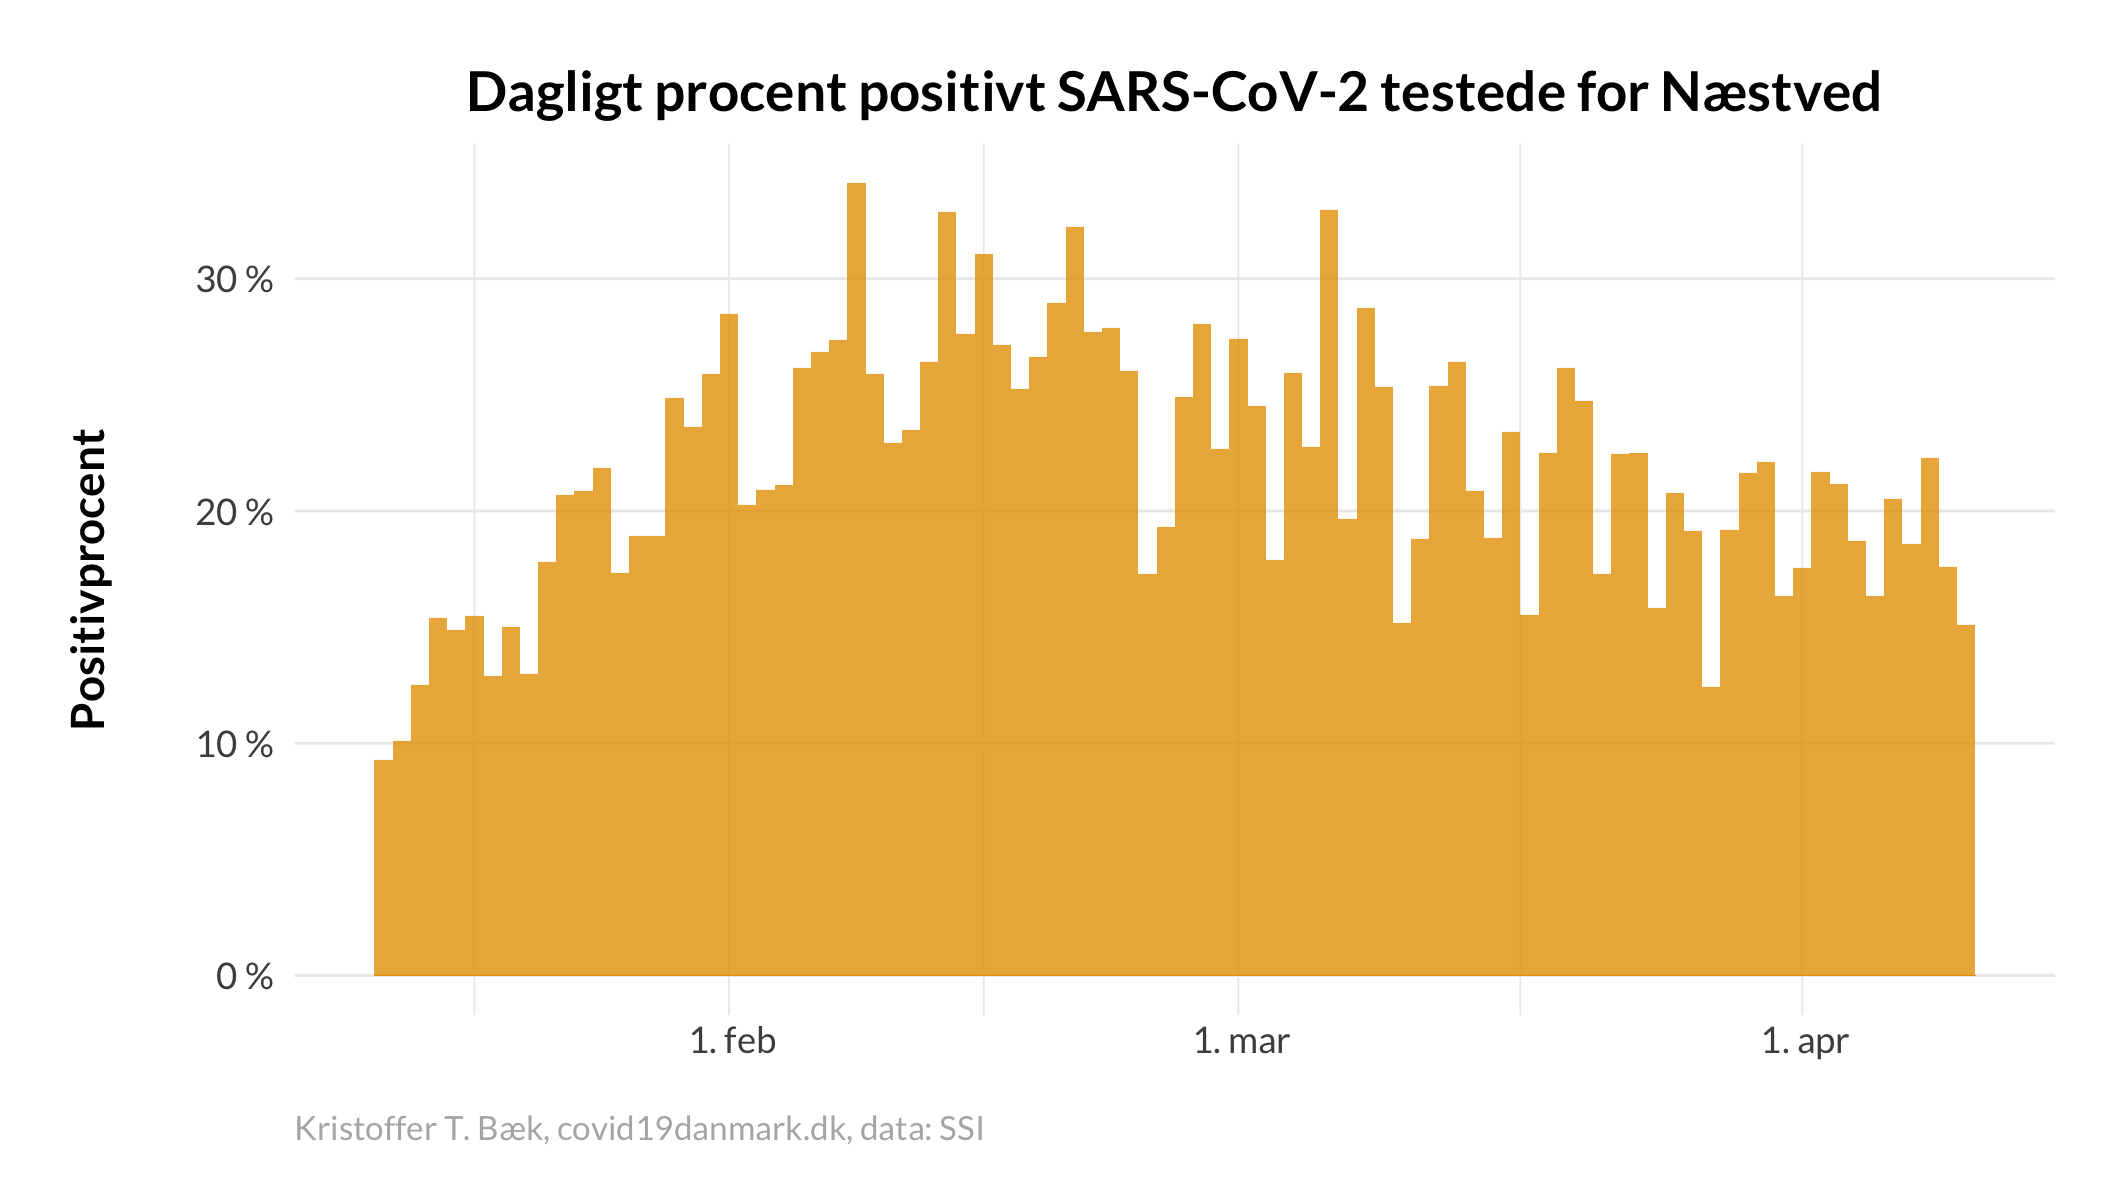 Dagligt procent positivt SARS-CoV-2 testede for Næstved
Positivprocent
30 %
20 %
10 %
0 %
1. feb
1. mar
1. apr
Kristoffer T. Bæk, covid19danmark.dk, data: SSI